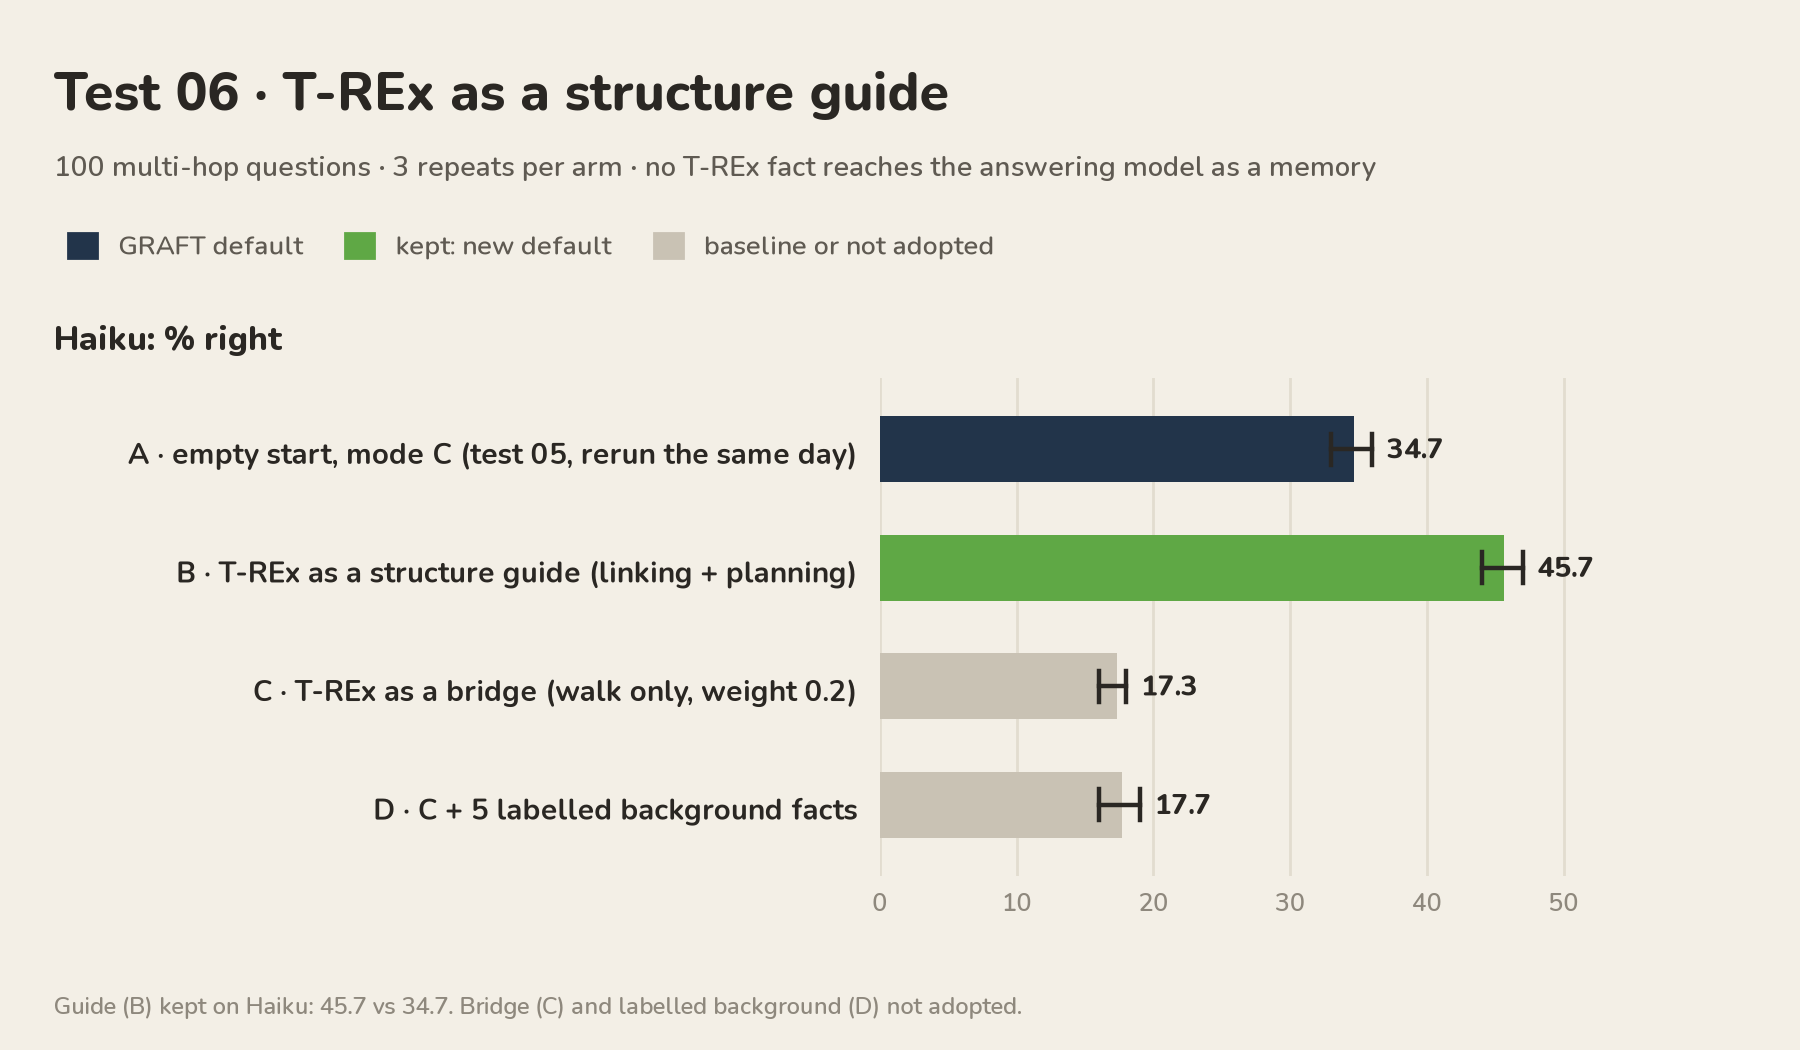 Test 06 · T-REx as a structure guide
100 multi-hop questions · 3 repeats per arm · no T-REx fact reaches the answering model as a memory
GRAFT default
kept: new default
baseline or not adopted
Haiku: % right
A · empty start, mode C (test 05, rerun the same day)
34.7
B · T-REx as a structure guide (linking + planning)
45.7
C · T-REx as a bridge (walk only, weight 0.2)
17.3
D · C + 5 labelled background facts
17.7
0 10 20 30 40 50
Guide (B) kept on Haiku: 45.7 vs 34.7. Bridge (C) and labelled background (D) not adopted.